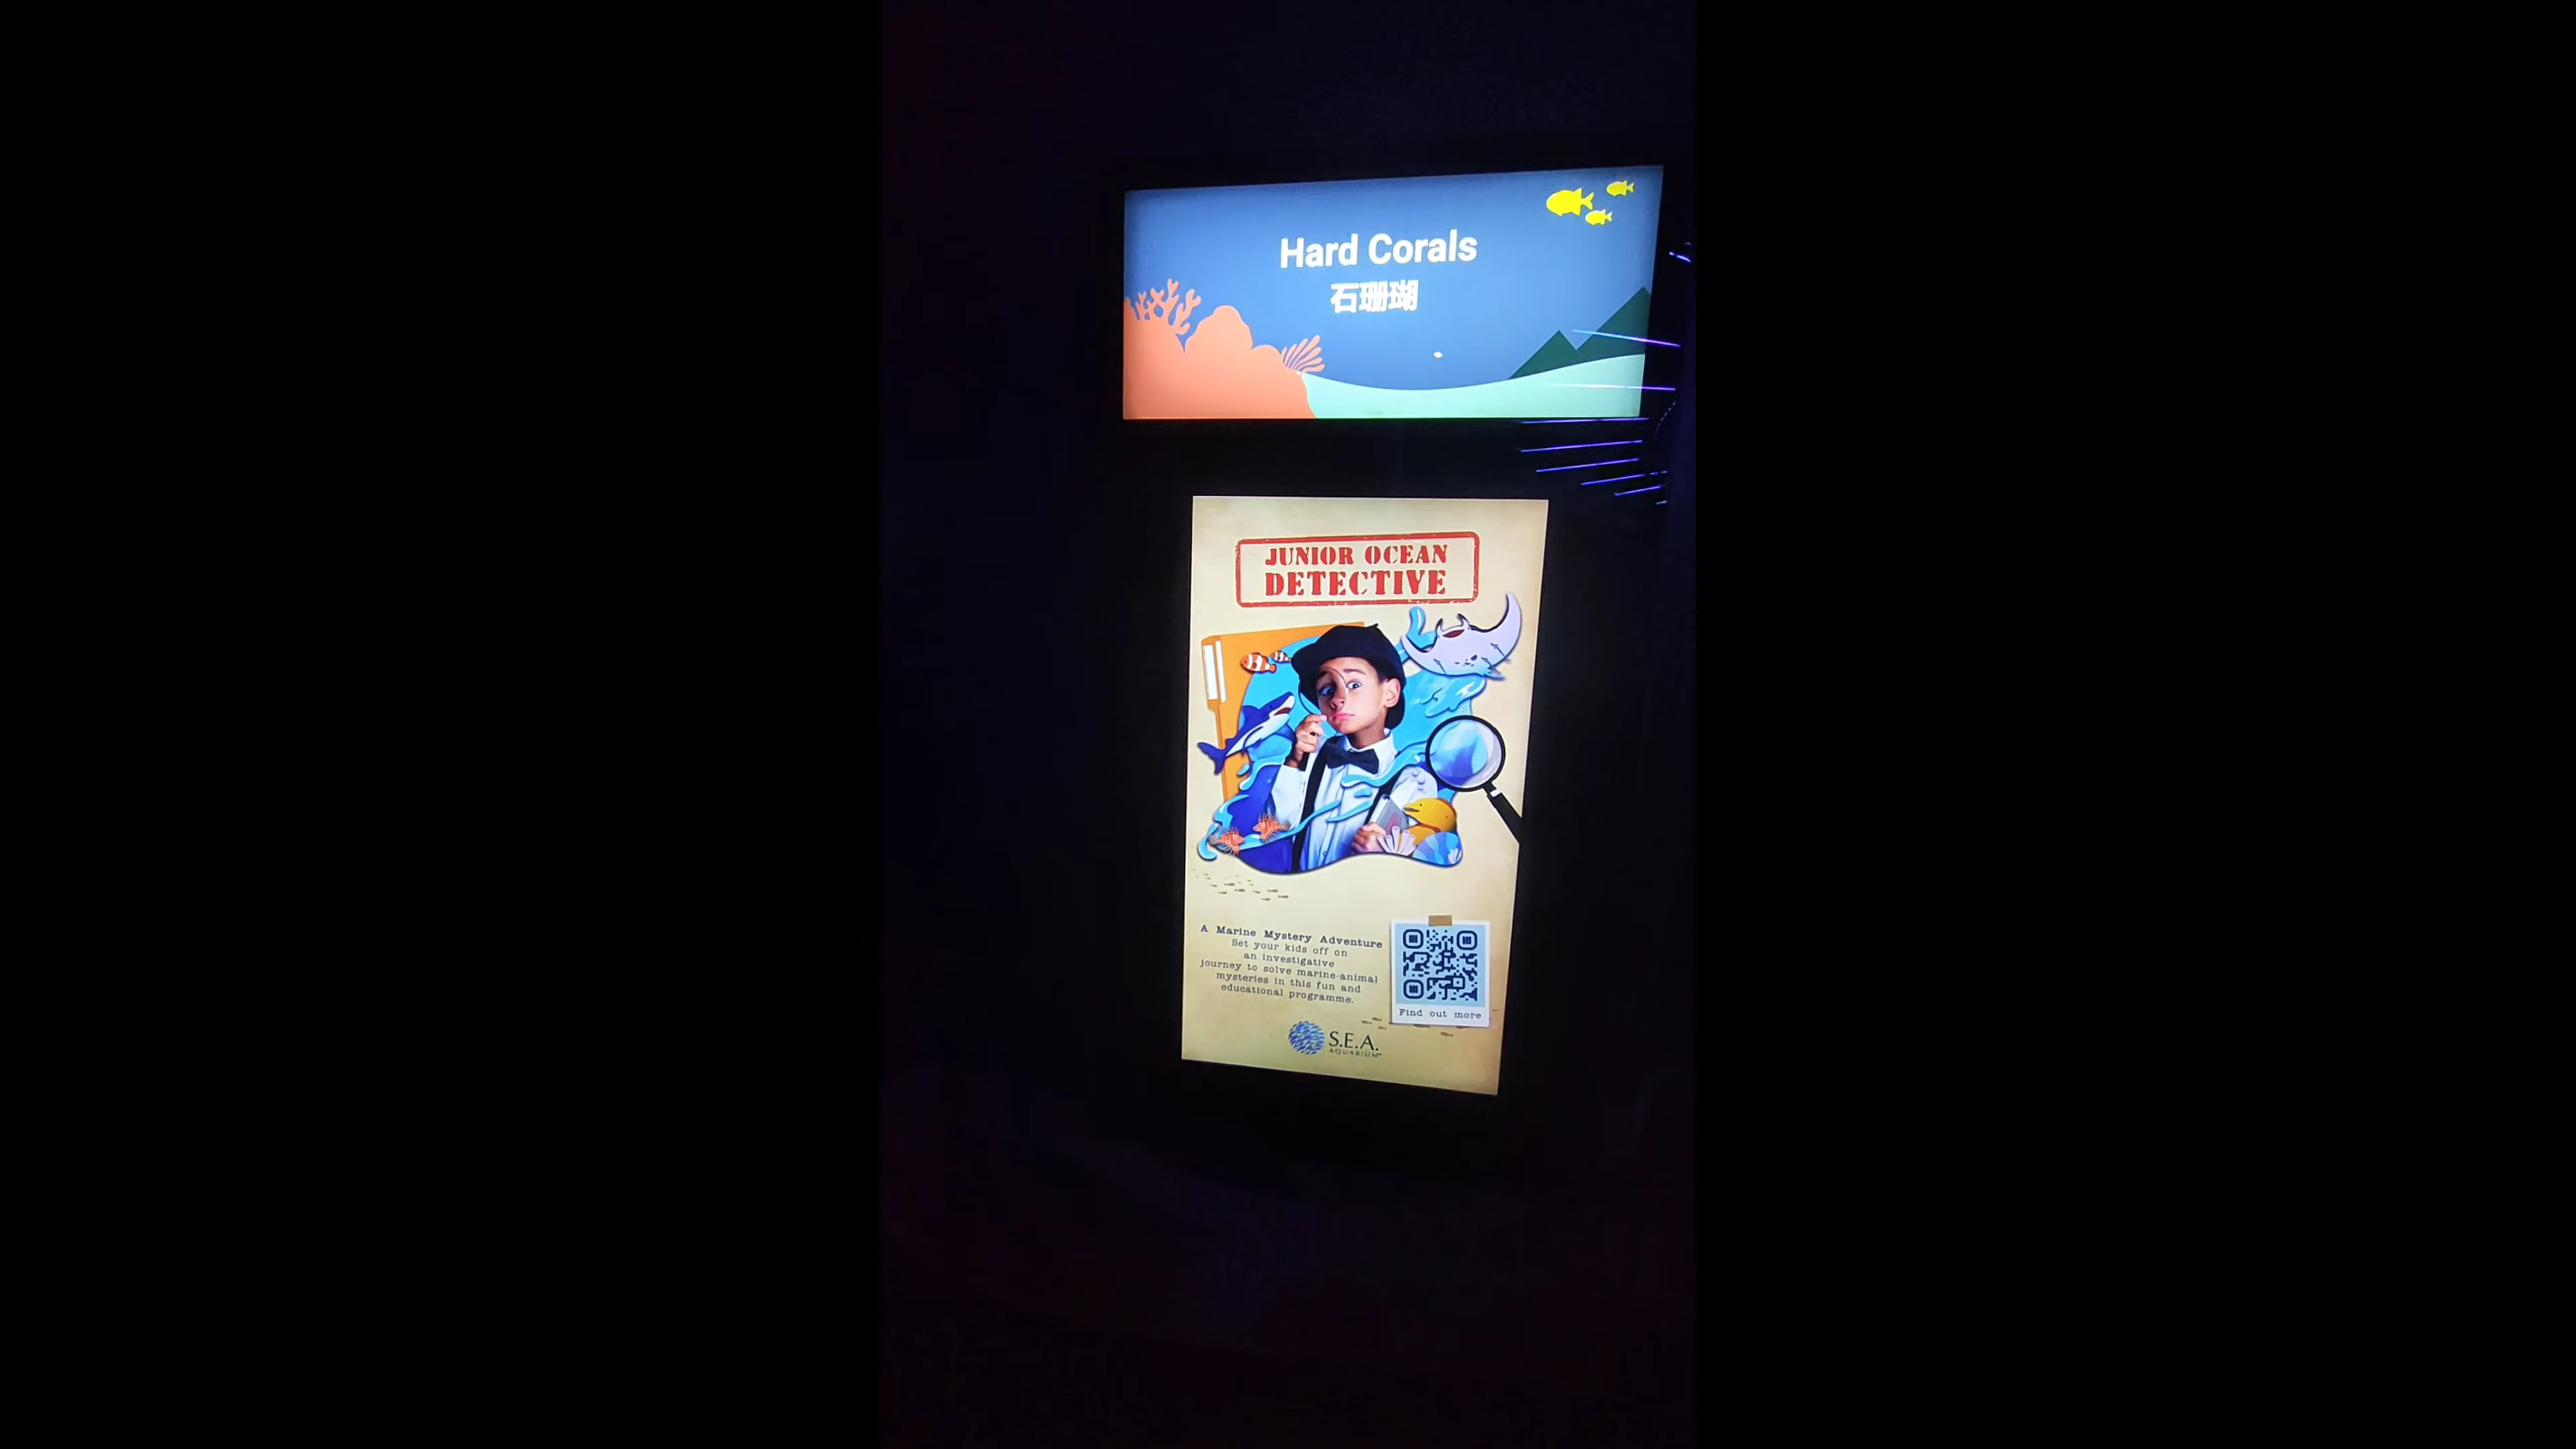 Hard Corals
石珊瑚
JUNIOR OCEAN
DETECTIVE
A Marine Mystery Adventure
Set your kids off on
an investigative
journey to solve marine-animal
mysteries in this fun and
educational programme.
Find out more
S.E.A.
AQUARIUM™